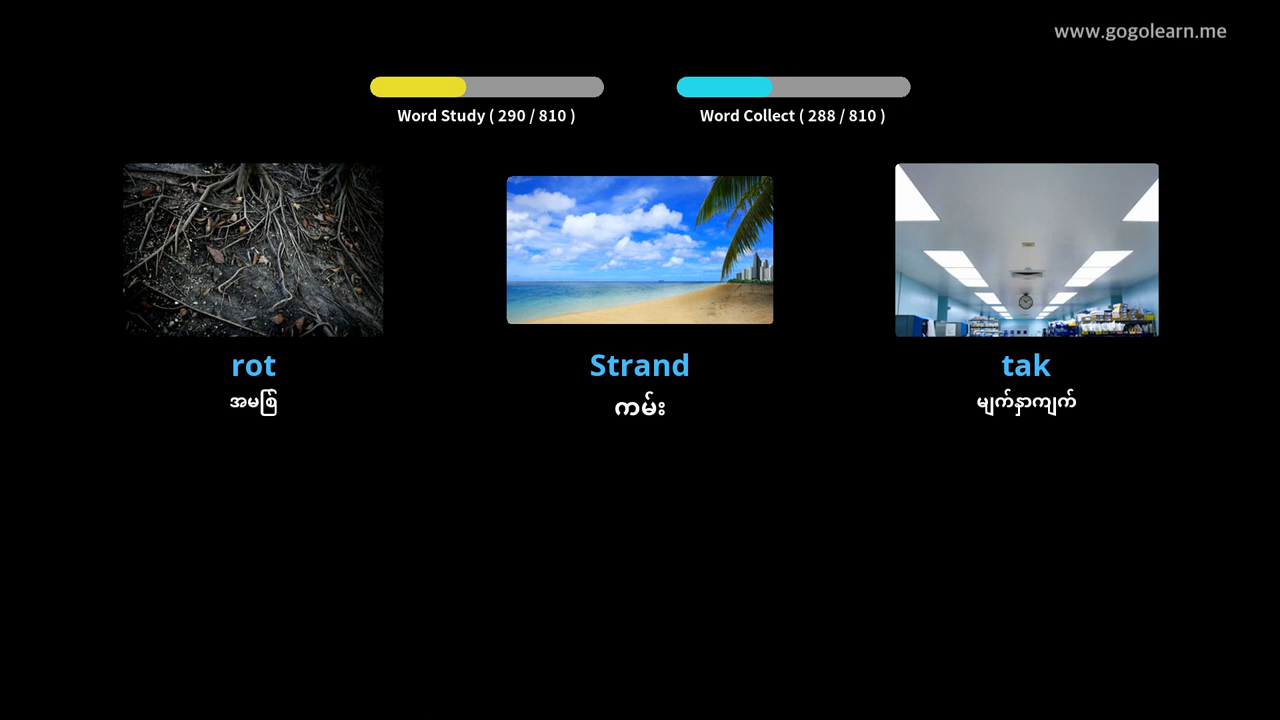 www.gogolearn.me
Word Study ( 290 / 810 )
Word Collect ( 288 / 810 )
rot
Strand
tak
အမြစ်
ကမ်း
မျက်နှာကျက်